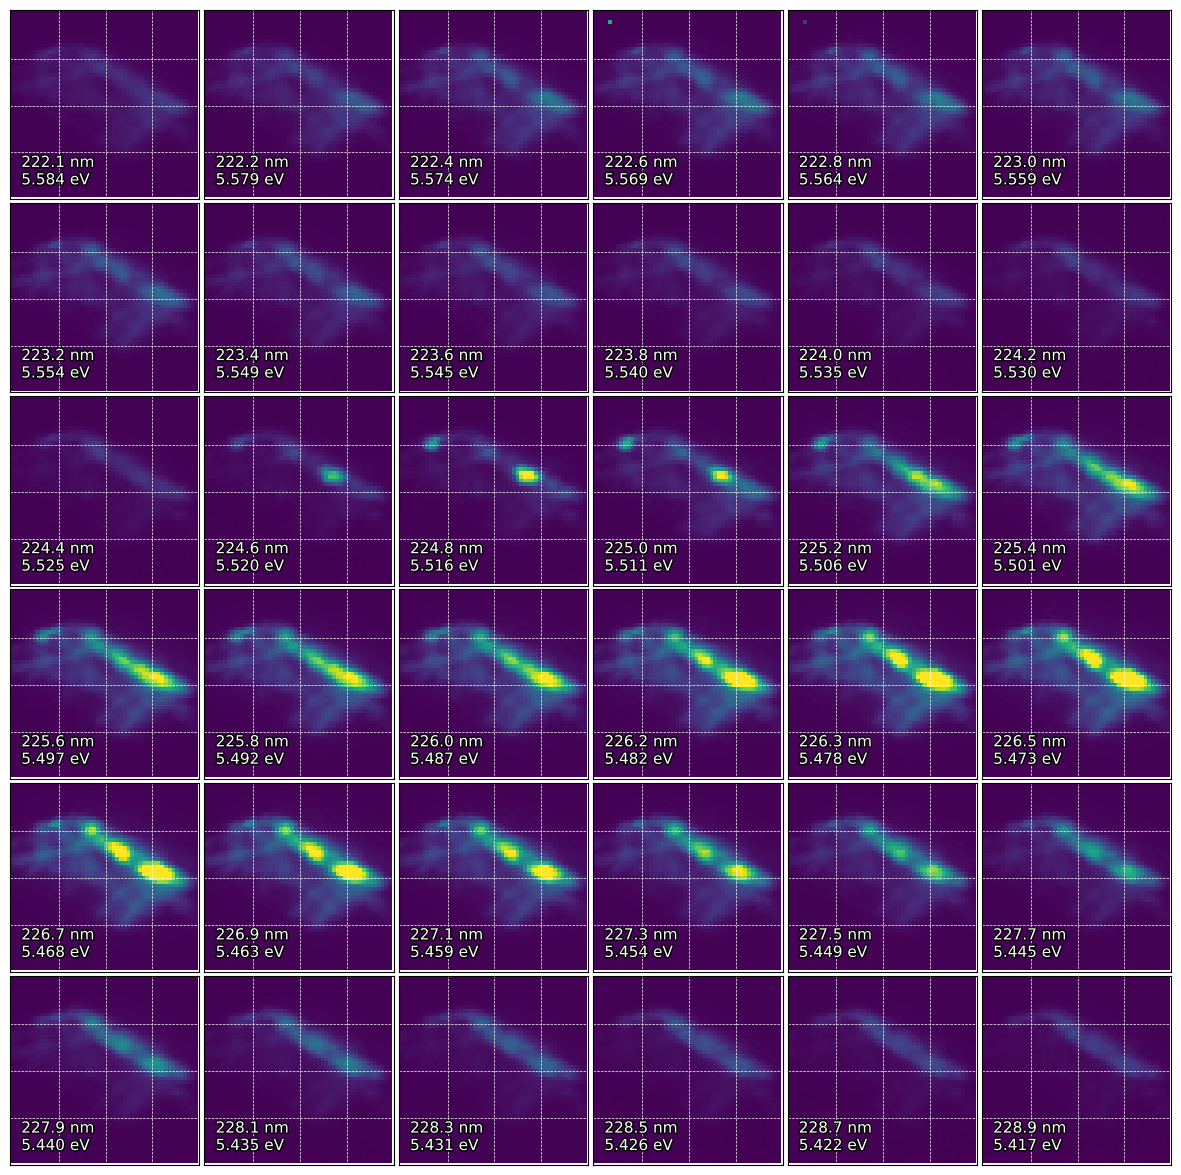 222.1 nm
5.584 eV
222.2 nm
5.579 eV
222.4 nm
5.574 eV
222.6 nm
5.569 eV
222.8 nm
5.564 eV
223.0 nm
5.559 eV
223.2 nm
5.554 eV
223.4 nm
5.549 eV
223.6 nm
5.545 eV
223.8 nm
5.540 eV
224.0 nm
5.535 eV
224.2 nm
5.530 eV
224.4 nm
5.525 eV
224.6 nm
5.520 eV
224.8 nm
5.516 eV
225.0 nm
5.511 eV
225.2 nm
5.506 eV
225.4 nm
5.501 eV
225.6 nm
5.497 eV
225.8 nm
5.492 eV
226.0 nm
5.487 eV
226.2 nm
5.482 eV
226.3 nm
5.478 eV
226.5 nm
5.473 eV
226.7 nm
5.468 eV
226.9 nm
5.463 eV
227.1 nm
5.459 eV
227.3 nm
5.454 eV
227.5 nm
5.449 eV
227.7 nm
5.445 eV
227.9 nm
5.440 eV
228.1 nm
5.435 eV
228.3 nm
5.431 eV
228.5 nm
5.426 eV
228.7 nm
5.422 eV
228.9 nm
5.417 eV